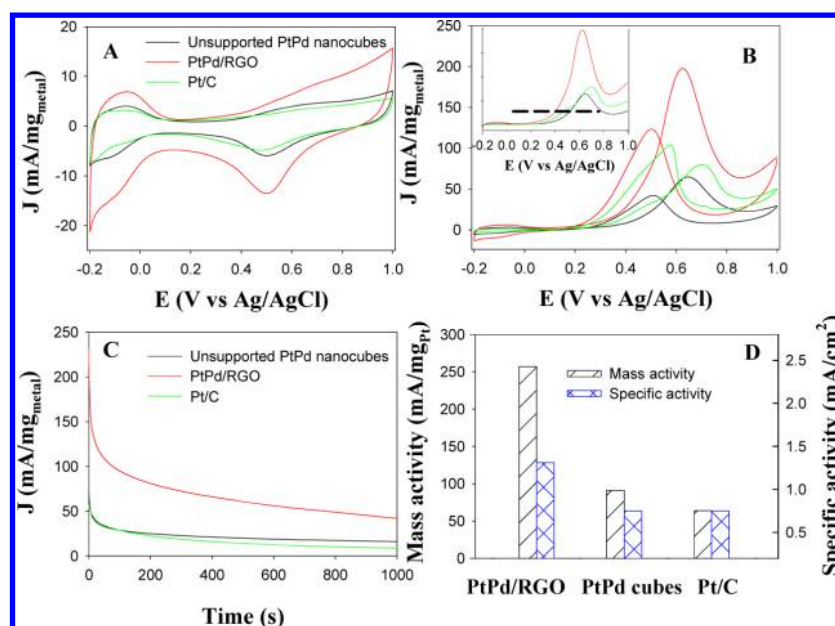 A
Unsupported PtPd nanocubes
PtPd/RGO
Pt/C
20
10
0
-10
-20
J (mA/mgmetal)
-0.2 0.0 0.2 0.4 0.6 0.8 1.0
E (V vs Ag/AgCl)
B
250
200
150
100
50
0
J (mA/mgmetal)
-0.2 0.0 0.2 0.4 0.6 0.8 1.0
E (V vs Ag/AgCl)
-0.2 0.0 0.2 0.4 0.6 0.8 1.0
E (V vs Ag/AgCl)
C
Unsupported PtPd nanocubes
PtPd/RGO
Pt/C
250
200
150
100
50
0
J (mA/mgmetal)
0 200 400 600 800 1000
Time (s)
D
Mass activity
Specific activity
300
250
200
150
100
50
0
Mass activity (mA/mgPt)
2.5
2.0
1.5
1.0
0.5
Specific activity (mA/cm2)
PtPd/RGO PtPd cubes Pt/C